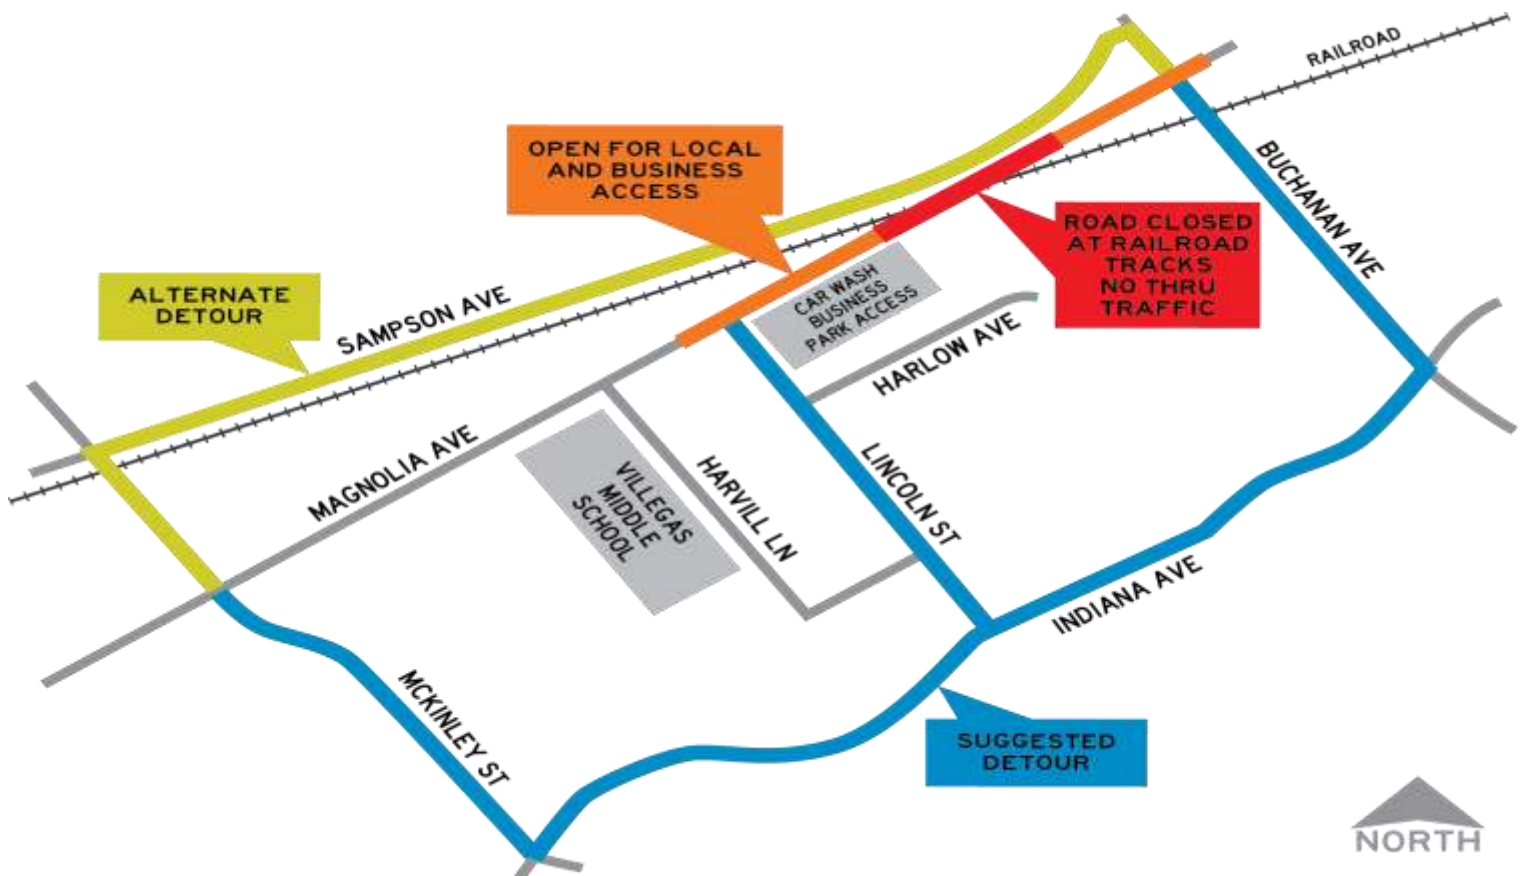 RAILROAD
OPEN FOR LOCAL
AND BUSINESS
ACCESS
BUCHANAN AVE
ROAD CLOSED
AT RAILROAD
TRACKS
NO THRU
TRAFFIC
ALTERNATE
DETOUR
SAMPSON AVE
CAR WASH
BUSINESS
PARK ACCESS
HARLOW AVE
MAGNOLIA AVE
VILLEGAS
MIDDLE
SCHOOL
HARVILL LN
LINCOLN ST
INDIANA AVE
MCKINLEY ST
SUGGESTED
DETOUR
NORTH